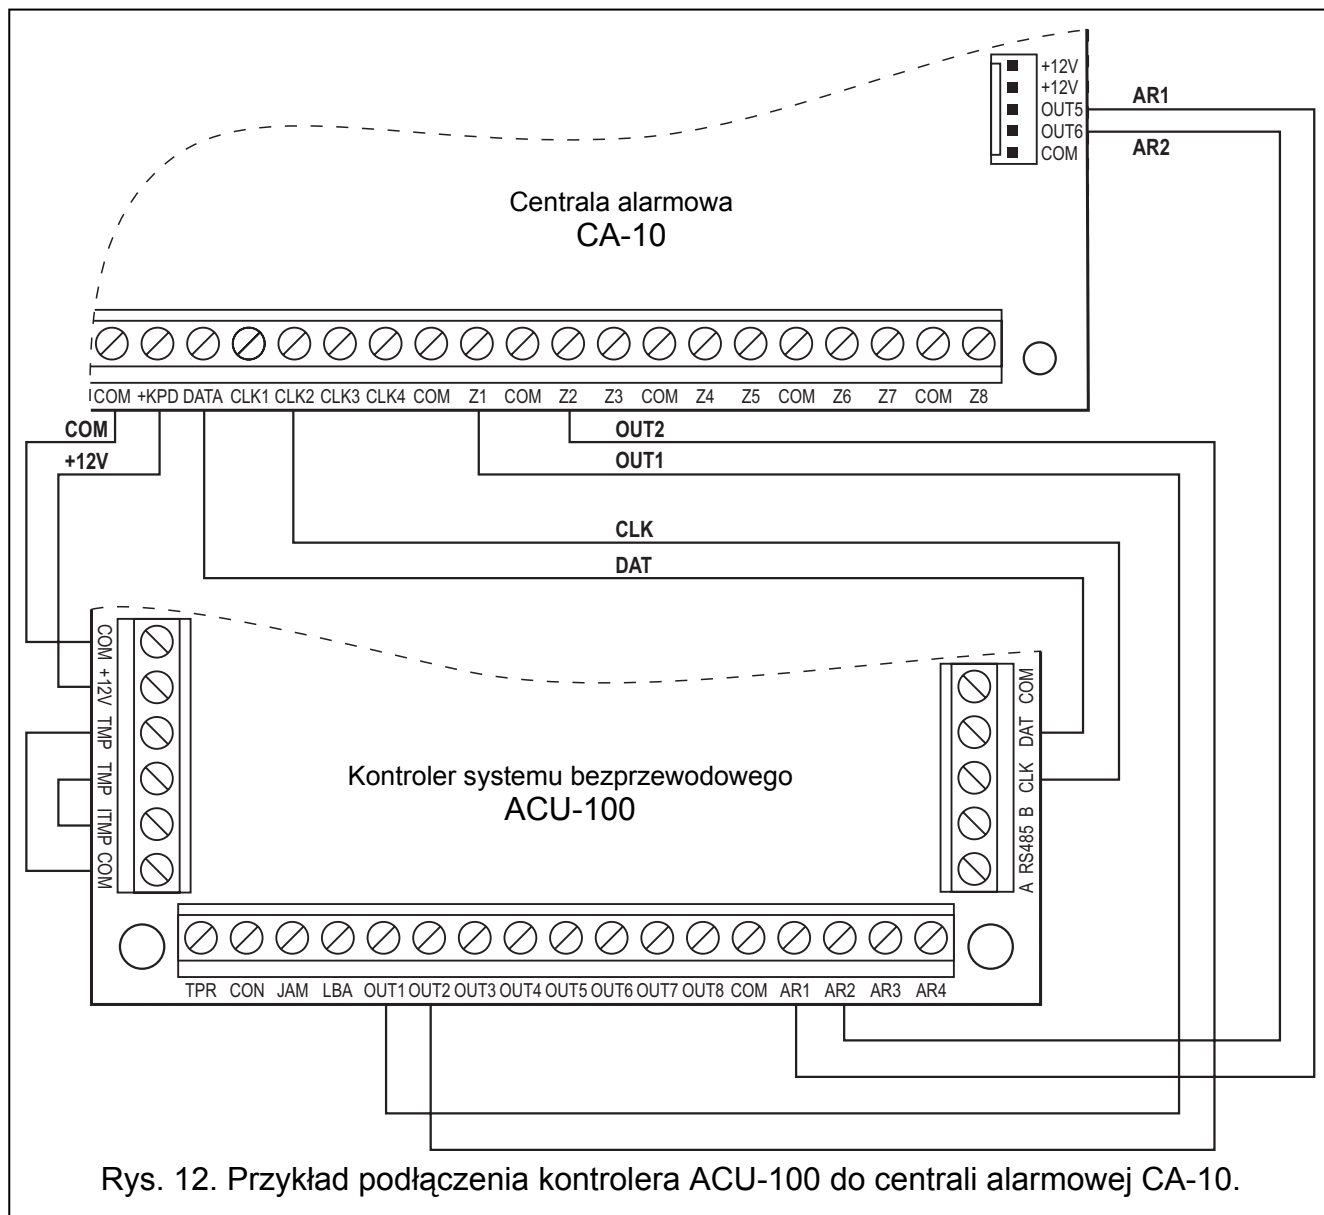 +12V
+12V
OUT5
OUT6
COM
AR1
AR2
Centrala alarmowa
CA-10
COM +KPD DATA CLK1 CLK2 CLK3 CLK4 COM Z1 COM Z2 Z3 COM Z4 Z5 COM Z6 Z7 COM Z8
COM
+12V
OUT2
OUT1
CLK
DAT
COM +12V TMP TMP ITMP COM
Kontroler systemu bezprzewodowego
ACU-100
A RS485 B CLK DAT COM
TPR CON JAM LBA OUT1 OUT2 OUT3 OUT4 OUT5 OUT6 OUT7 OUT8 COM AR1 AR2 AR3 AR4
Rys. 12. Przykład podłączenia kontrolera ACU-100 do centrali alarmowej CA-10.